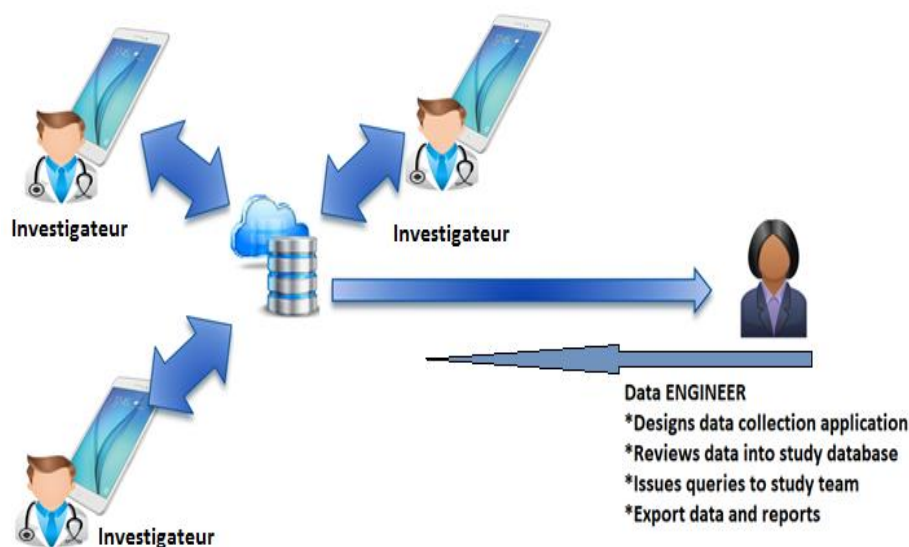 Investigateur
Investigateur
Data ENGINEER
*Designs data collection application
*Reviews data into study database
*Issues queries to study team
*Export data and reports
Investigateur